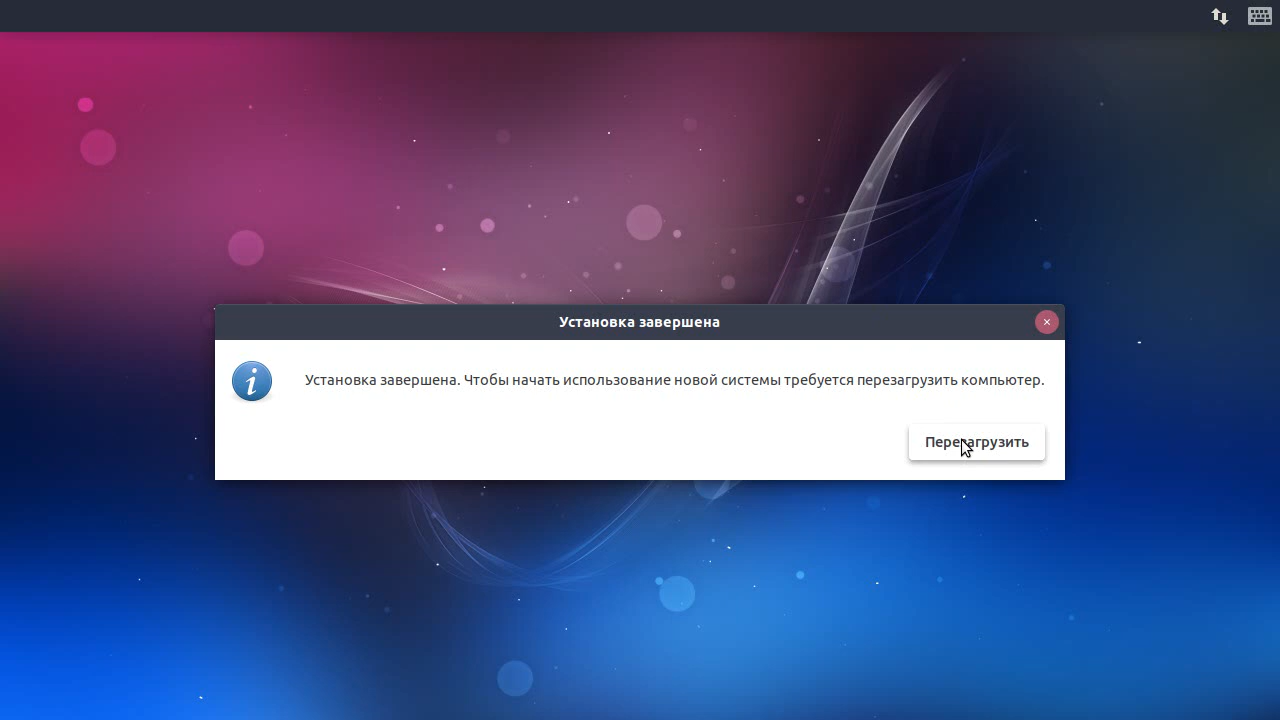 Установка завершена
Установка завершена. Чтобы начать использование новой системы требуется перезагрузить компьютер.
Перезагрузить